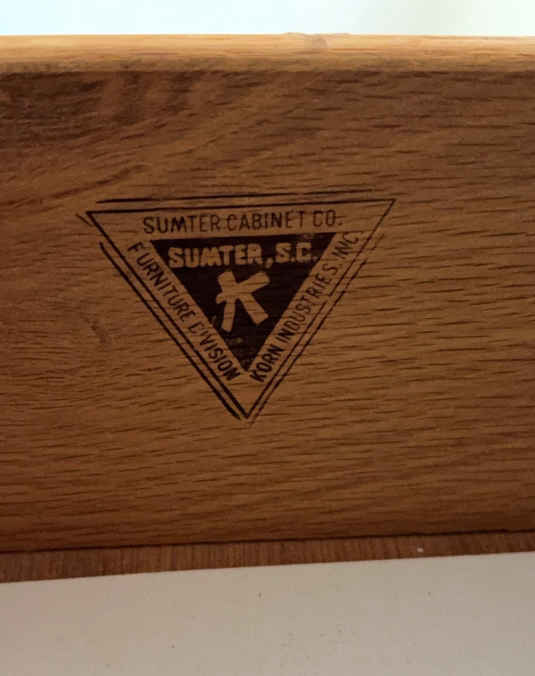 SUMTER CABINET CO.
SUMTER, S.C.
K
FURNITURE DIVISION
KORN INDUSTRIES, INC.